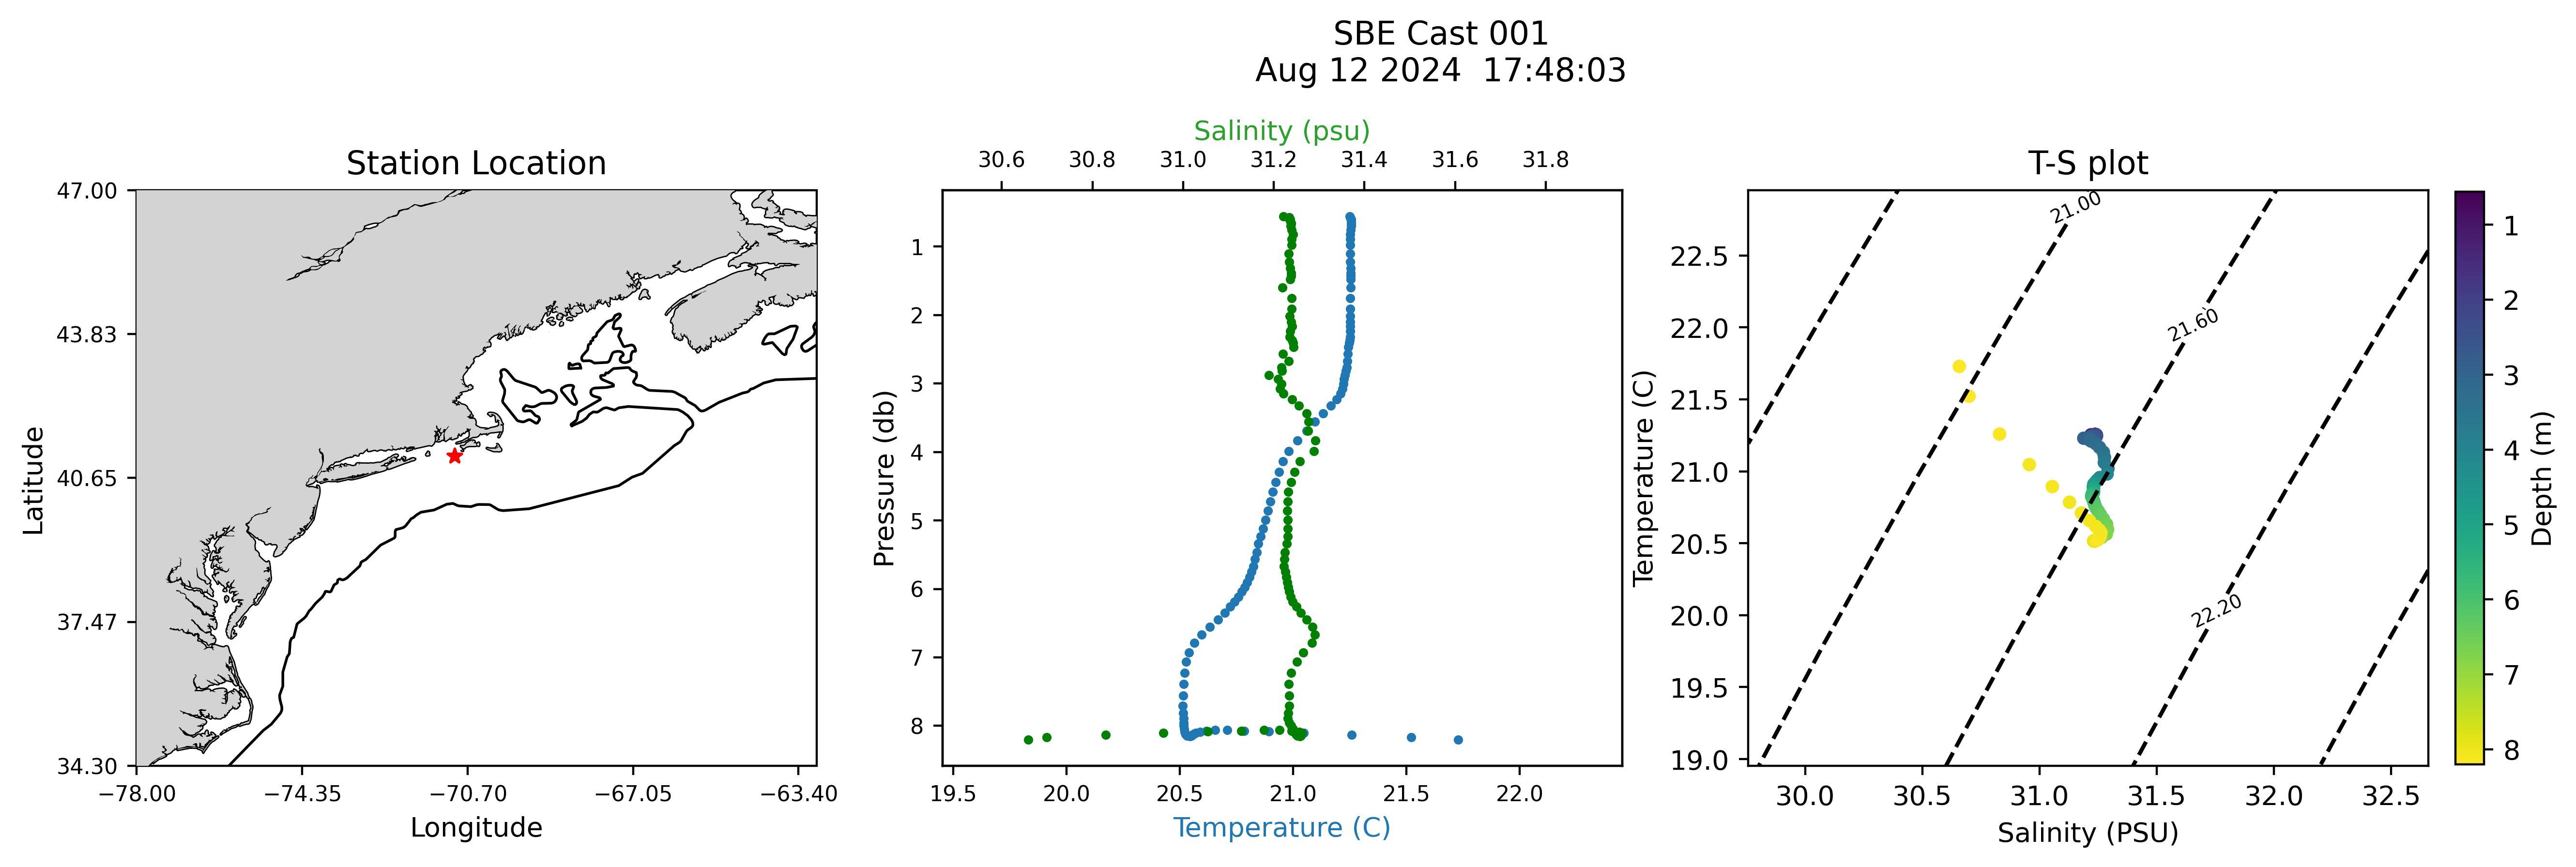 SBE Cast 001
Aug 12 2024  17:48:03
Station Location
47.00
43.83
40.65
37.47
34.30
Latitude
−78.00 −74.35 −70.70 −67.05 −63.40
Longitude
Salinity (psu)
30.6 30.8 31.0 31.2 31.4 31.6 31.8
1
2
3
4
5
6
7
8
Pressure (db)
19.5 20.0 20.5 21.0 21.5 22.0
Temperature (C)
T-S plot
22.5
22.0
21.5
21.0
20.5
20.0
19.5
19.0
Temperature (C)
21.00
21.60
22.20
30.0 30.5 31.0 31.5 32.0 32.5
Salinity (PSU)
1
2
3
4
5
6
7
8
Depth (m)